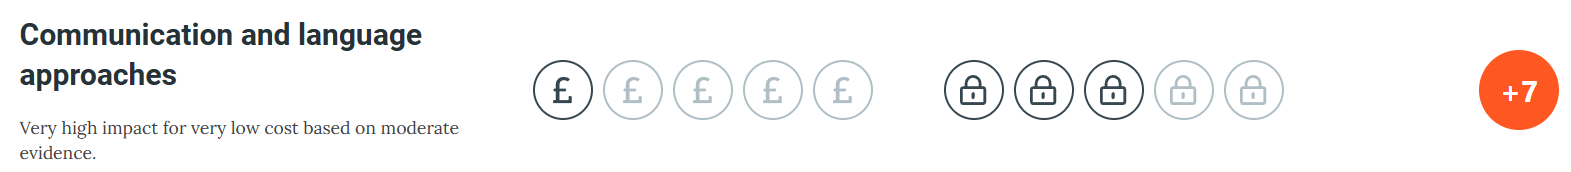 Communication and language
approaches
Very high impact for very low cost based on moderate
evidence.
£ £ £ £ £
+7